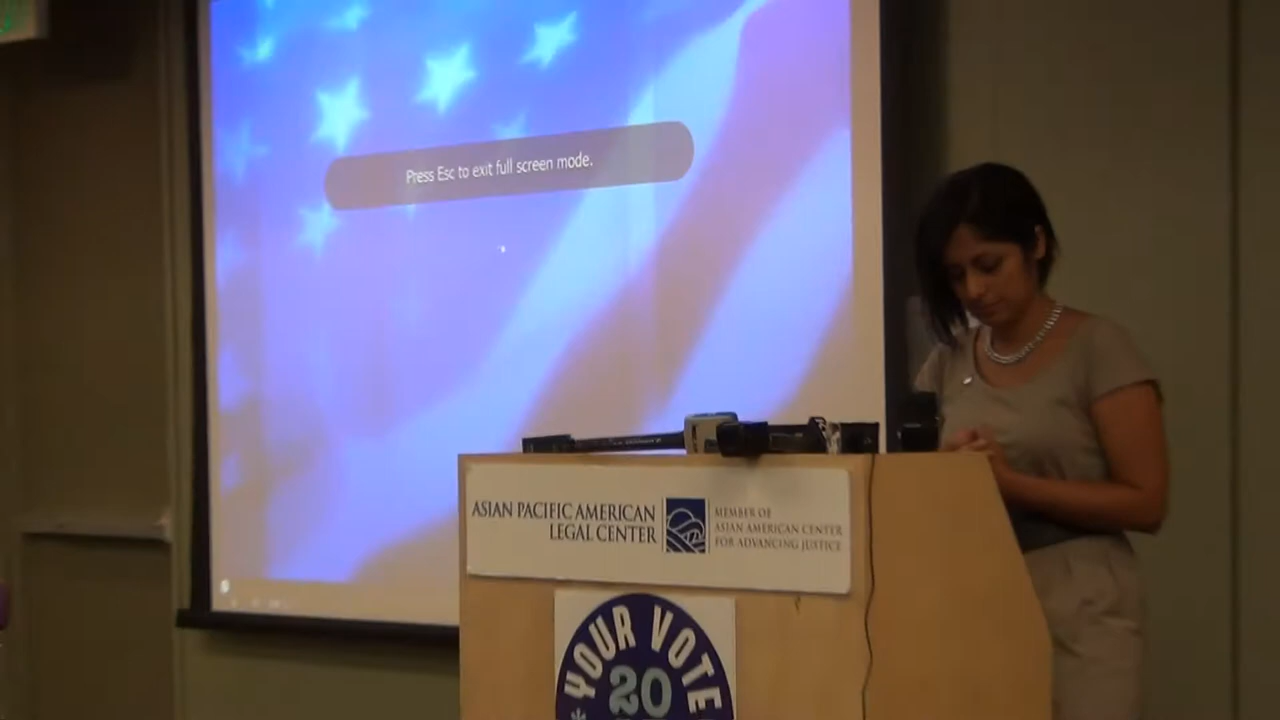 Press Esc to exit full screen mode.
ASIAN PACIFIC AMERICAN
LEGAL CENTER
MEMBER OF
ASIAN AMERICAN CENTER
FOR ADVANCING JUSTICE
YOUR VOTE
20